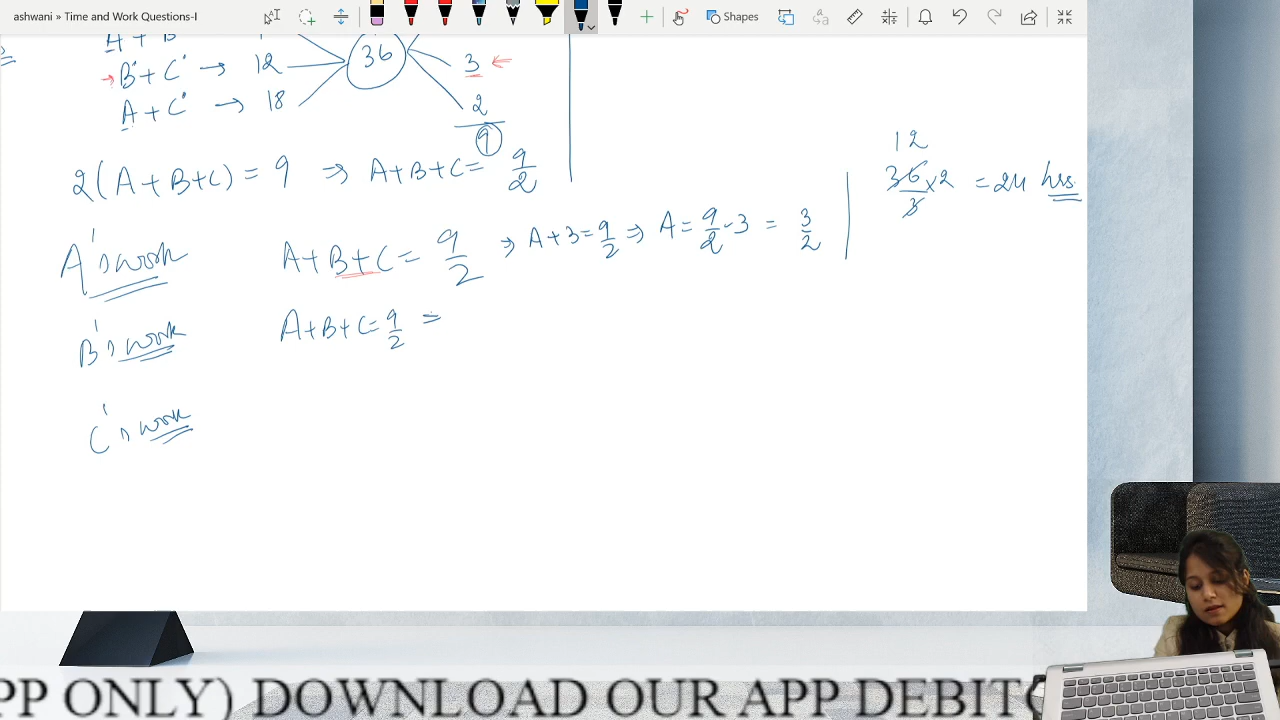 ashwani » Time and Work Questions-I
Shapes
A + B
B + C → 12
36
3
A + C → 18
2
9
2(A+B+C) = 9 ⇒ A+B+C = 9/2
12
36/3 x 2 = 24 hrs
A's work A+B+C = 9/2 ⇒ A+3 = 9/2 ⇒ A = 9/2 - 3 = 3/2
B's work A+B+C = 9/2 =
C's work
PP ONLY) DOWNLOAD OUR APP DEBIT